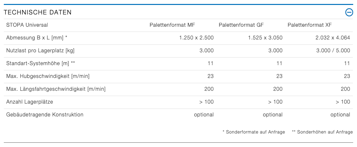 TECHNISCHE DATEN
STOPA Universal Palettenformat MF Palettenformat GF Palettenformat XF
Abmessung B x L [mm] * 1.250 x 2.500 1.525 x 3.050 2.032 x 4.064
Nutzlast pro Lagerplatz [kg] 3.000 3.000 3.000 / 5.000
Standart-Systemhöhe [m] ** 11 11 11
Max. Hubgeschwindigkeit [m/min] 23 23 23
Max. Längsfahrtgeschwindigkeit [m/min] 200 200 200
Anzahl Lagerplätze > 100 > 100 > 100
Gebäudetragende Konstruktion optional optional optional
* Sonderformate auf Antrage ** Sonderhöhen auf Antrage